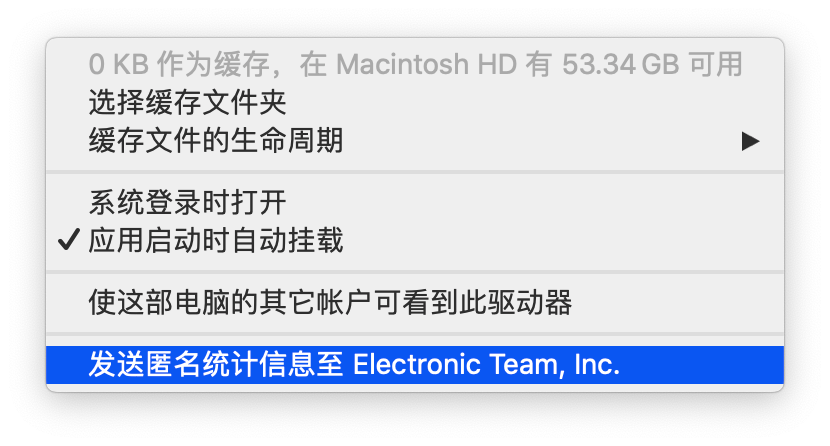 0 KB 作为缓存，在 Macintosh HD 有 53.34 GB 可用
选择缓存文件夹
缓存文件的生命周期
系统登录时打开
应用启动时自动挂载
使这部电脑的其它帐户可看到此驱动器
发送匿名统计信息至 Electronic Team, Inc.